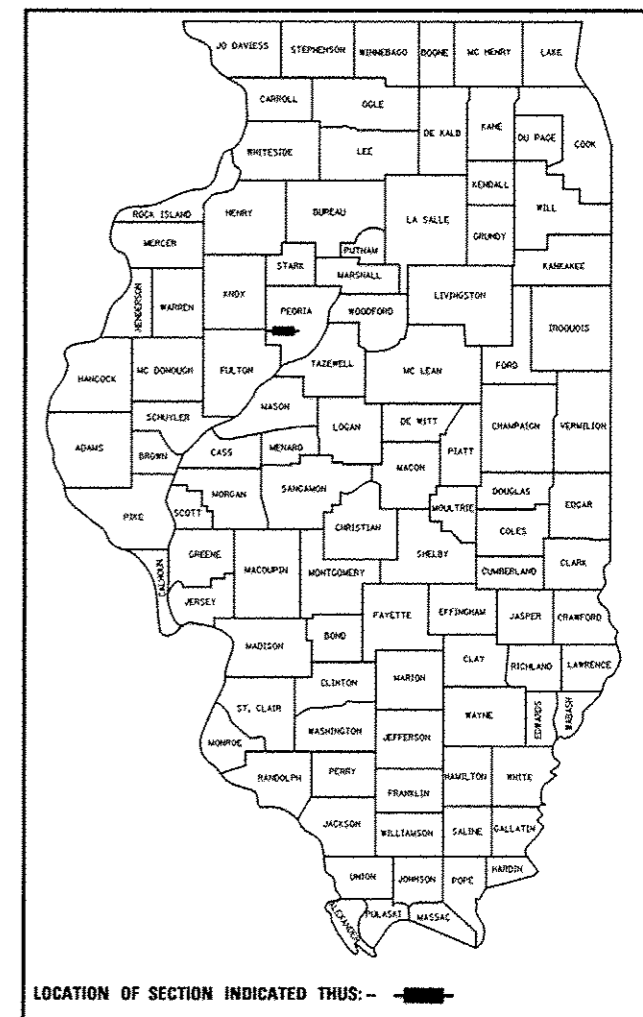 JO DAVIESS STEPHENSON WINNEBAGO BOONE MC HENRY LAKE
CARROLL OGLE DE KALB KANE DU PAGE COOK
WHITESIDE LEE
KENDALL WILL
ROCK ISLAND HENRY BUREAU LA SALLE GRUNDY
MERCER PUTNAM KANKAKEE
STARK MARSHALL
HENDERSON WARREN KNOX PEORIA WOODFORD LIVINGSTON IROQUOIS
HANCOCK MC DONOUGH FULTON TAZEWELL MC LEAN FORD
MASON
SCHUYLER LOGAN DE WITT CHAMPAIGN VERMILION
ADAMS BROWN CASS MENARD PIATT
MACON
PIKE SCOTT MORGAN SANGAMON MOULTRIE DOUGLAS EDGAR
CHRISTIAN COLES
GREENE SHELBY
CALHOUN MACOUPIN MONTGOMERY CUMBERLAND CLARK
JERSEY
FAYETTE EFFINGHAM JASPER CRAWFORD
MADISON BOND
CLAY RICHLAND LAWRENCE
CLINTON MARION
ST. CLAIR WAYNE EDWARDS WABASH
WASHINGTON JEFFERSON
MONROE
RANDOLPH PERRY HAMILTON WHITE
FRANKLIN
JACKSON WILLIAMSON SALINE GALLATIN
UNION JOHNSON POPE HARDIN
ALEXANDER PULASKI MASSAC
LOCATION OF SECTION INDICATED THUS: -